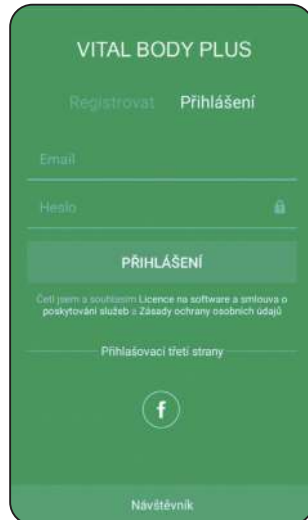 VITAL BODY PLUS
Registrovat Přihlášení
Email
Heslo
PŘIHLÁŠENÍ
Četl jsem a souhlasím Licence na software a smlouva o
poskytování služeb a Zásady ochrany osobních údajů
Přihlašovací třetí strany
f
Návštěvník